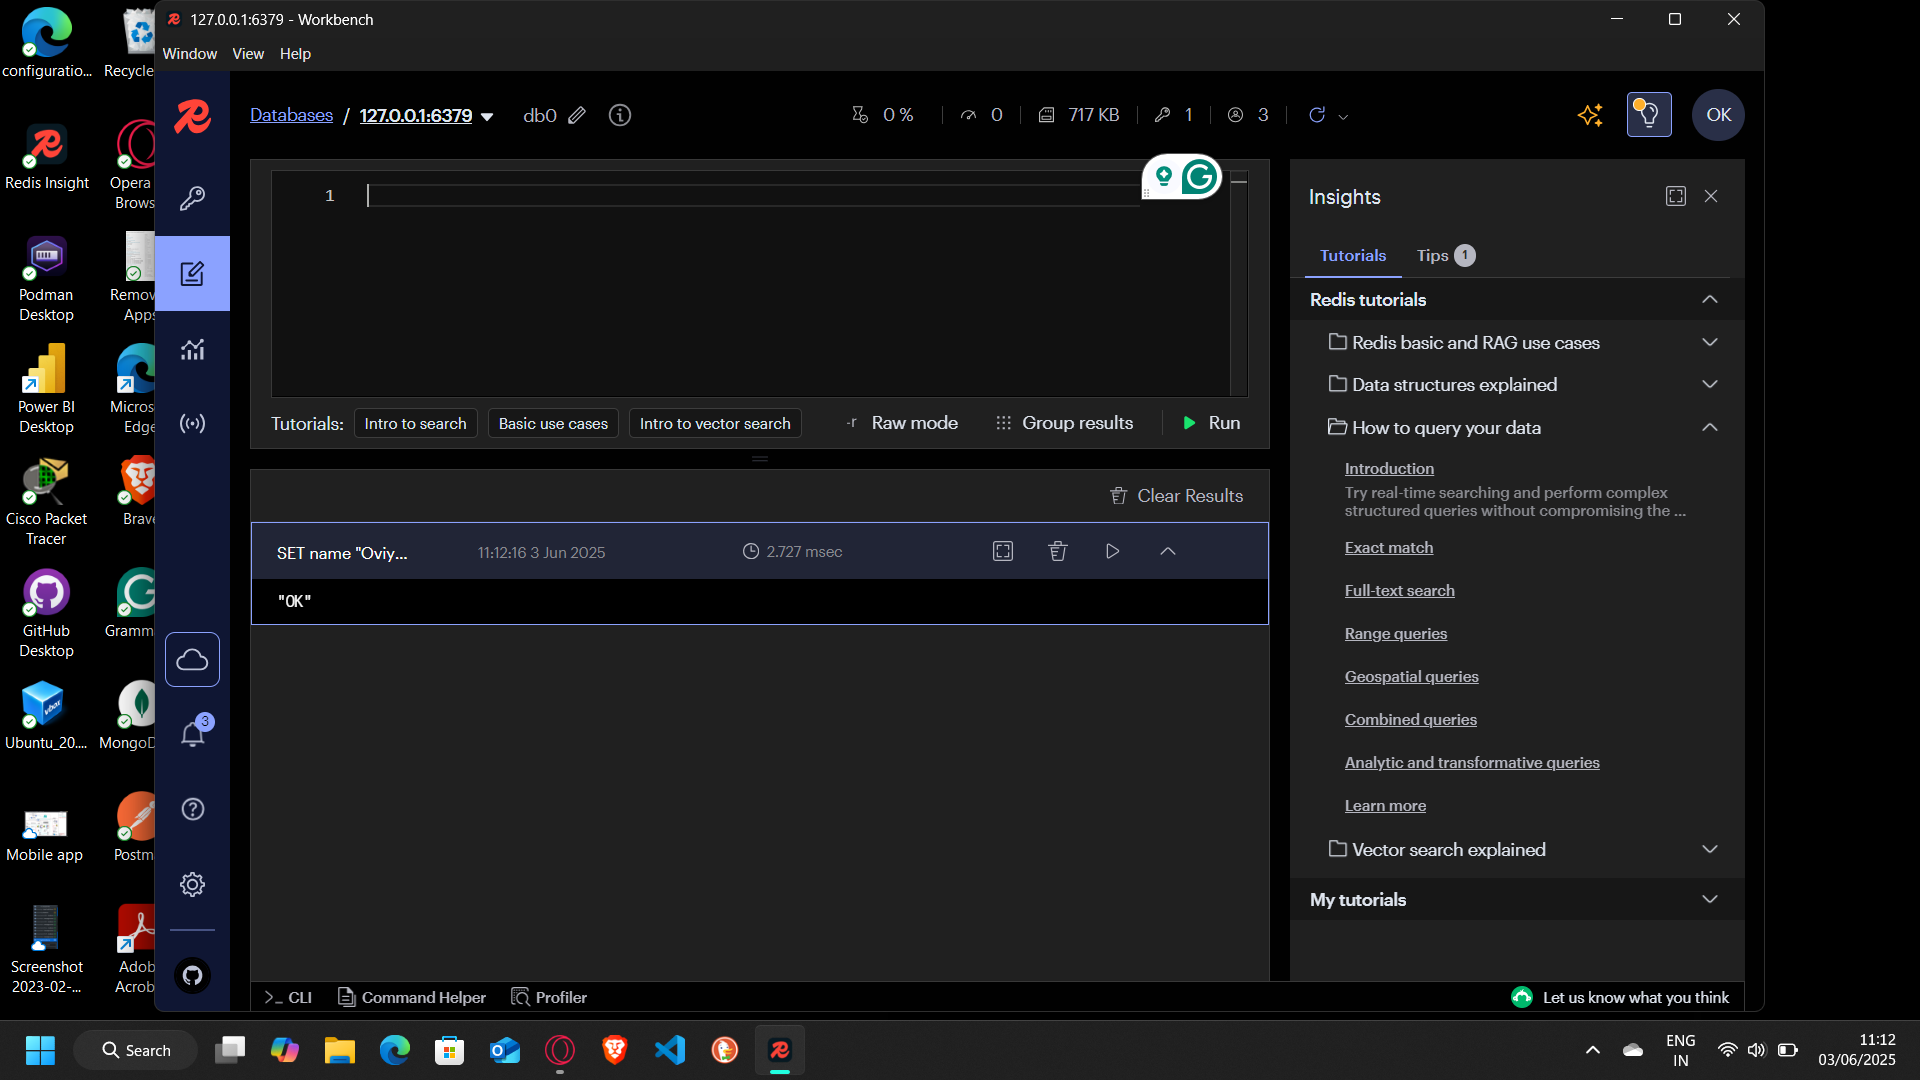 127.0.0.1:6379 - Workbench
Window View Help
Databases / 127.0.0.1:6379 db0
0 % 0 717 KB 1 3
OK
1
Tutorials: Intro to search Basic use cases Intro to vector search
-r Raw mode Group results Run
Clear Results
SET name "Oviy... 11:12:16 3 Jun 2025 2.727 msec
"OK"
Insights
Tutorials Tips 1
Redis tutorials
Redis basic and RAG use cases
Data structures explained
How to query your data
Introduction
Try real-time searching and perform complex
structured queries without compromising the ...
Exact match
Full-text search
Range queries
Geospatial queries
Combined queries
Analytic and transformative queries
Learn more
Vector search explained
My tutorials
3
>_ CLI Command Helper Profiler
Let us know what you think
configuratio... Recycle
Redis Insight
Opera
Brows
Podman
Desktop
Remov
Apps
Power BI
Desktop
Micros
Edge
Cisco Packet
Tracer
Brave
GitHub
Desktop
Gramm
vbox
Ubuntu_20....
MongoD
Mobile app
Postm
Screenshot
2023-02-...
Adob
Acrob
Search
ENG
IN
11:12
03/06/2025